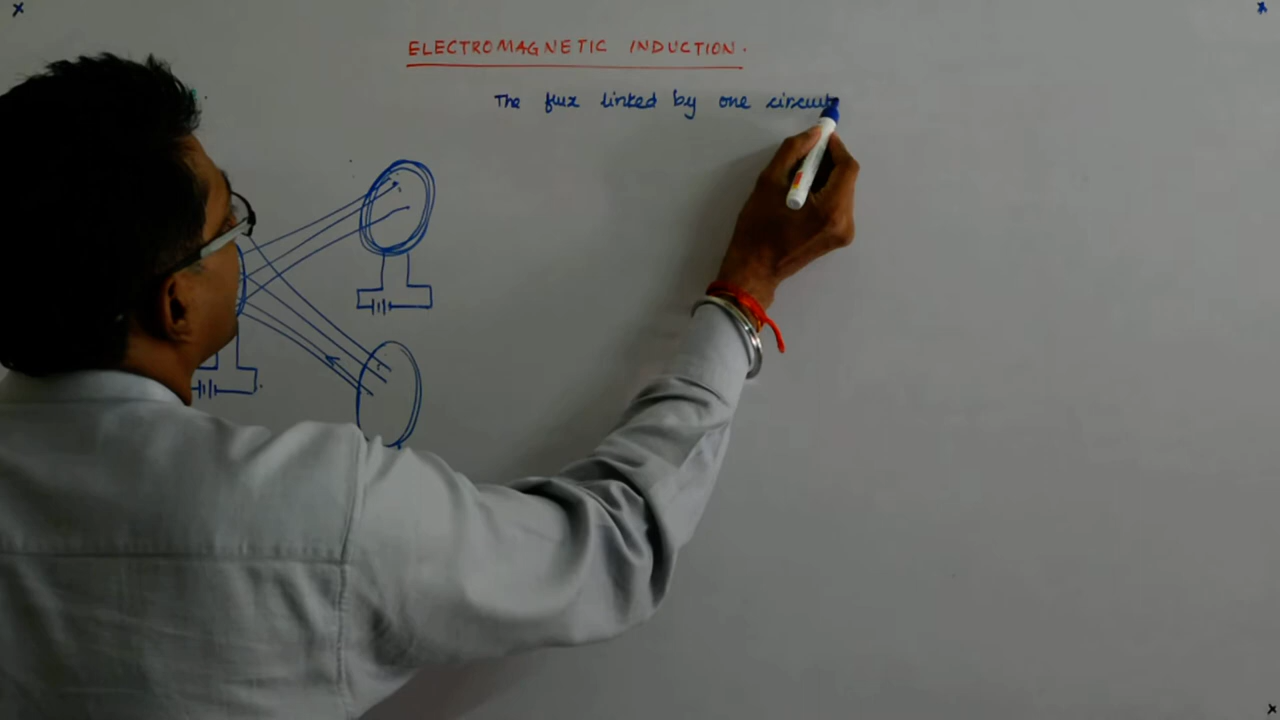 ELECTROMAGNETIC INDUCTION.
The flux linked by one circuit